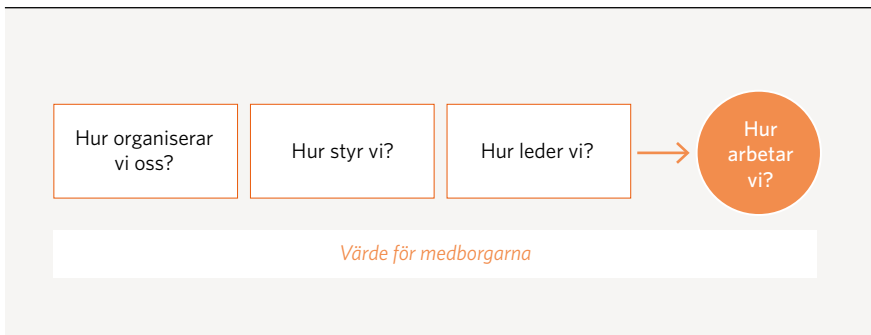 Hur organiserar
vi oss?
Hur styr vi?
Hur leder vi?
Hur
arbetar
vi?
Värde för medborgarna